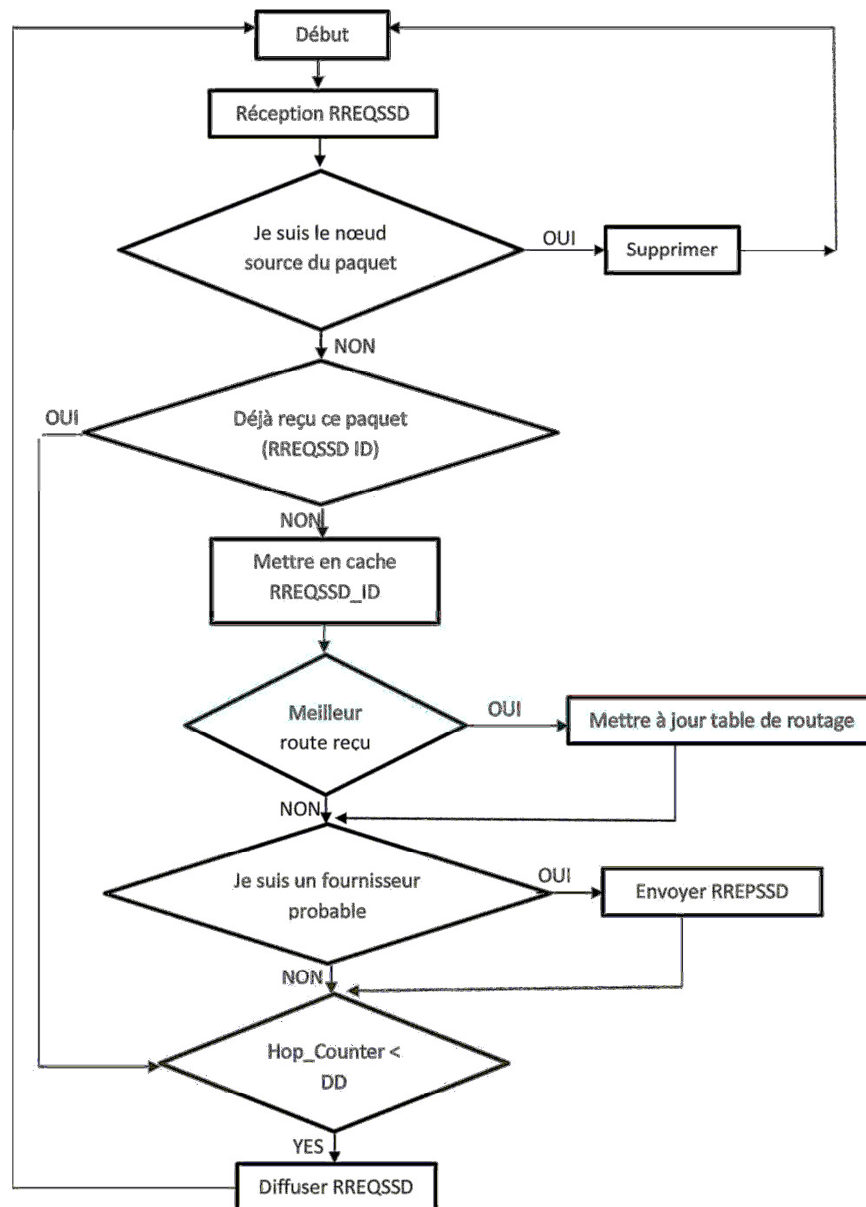 Début
Réception RREQSSD
Je suis le nœud
source du paquet
OUI
Supprimer
NON
OUI
Déjà reçu ce paquet
(RREQSSD ID)
NON
Mettre en cache
RREQSSD_ID
Meilleur
route reçu
OUI
Mettre à jour table de routage
NON
Je suis un fournisseur
probable
OUI
Envoyer RREPSSD
NON
Hop_Counter <
DD
YES
Diffuser RREQSSD